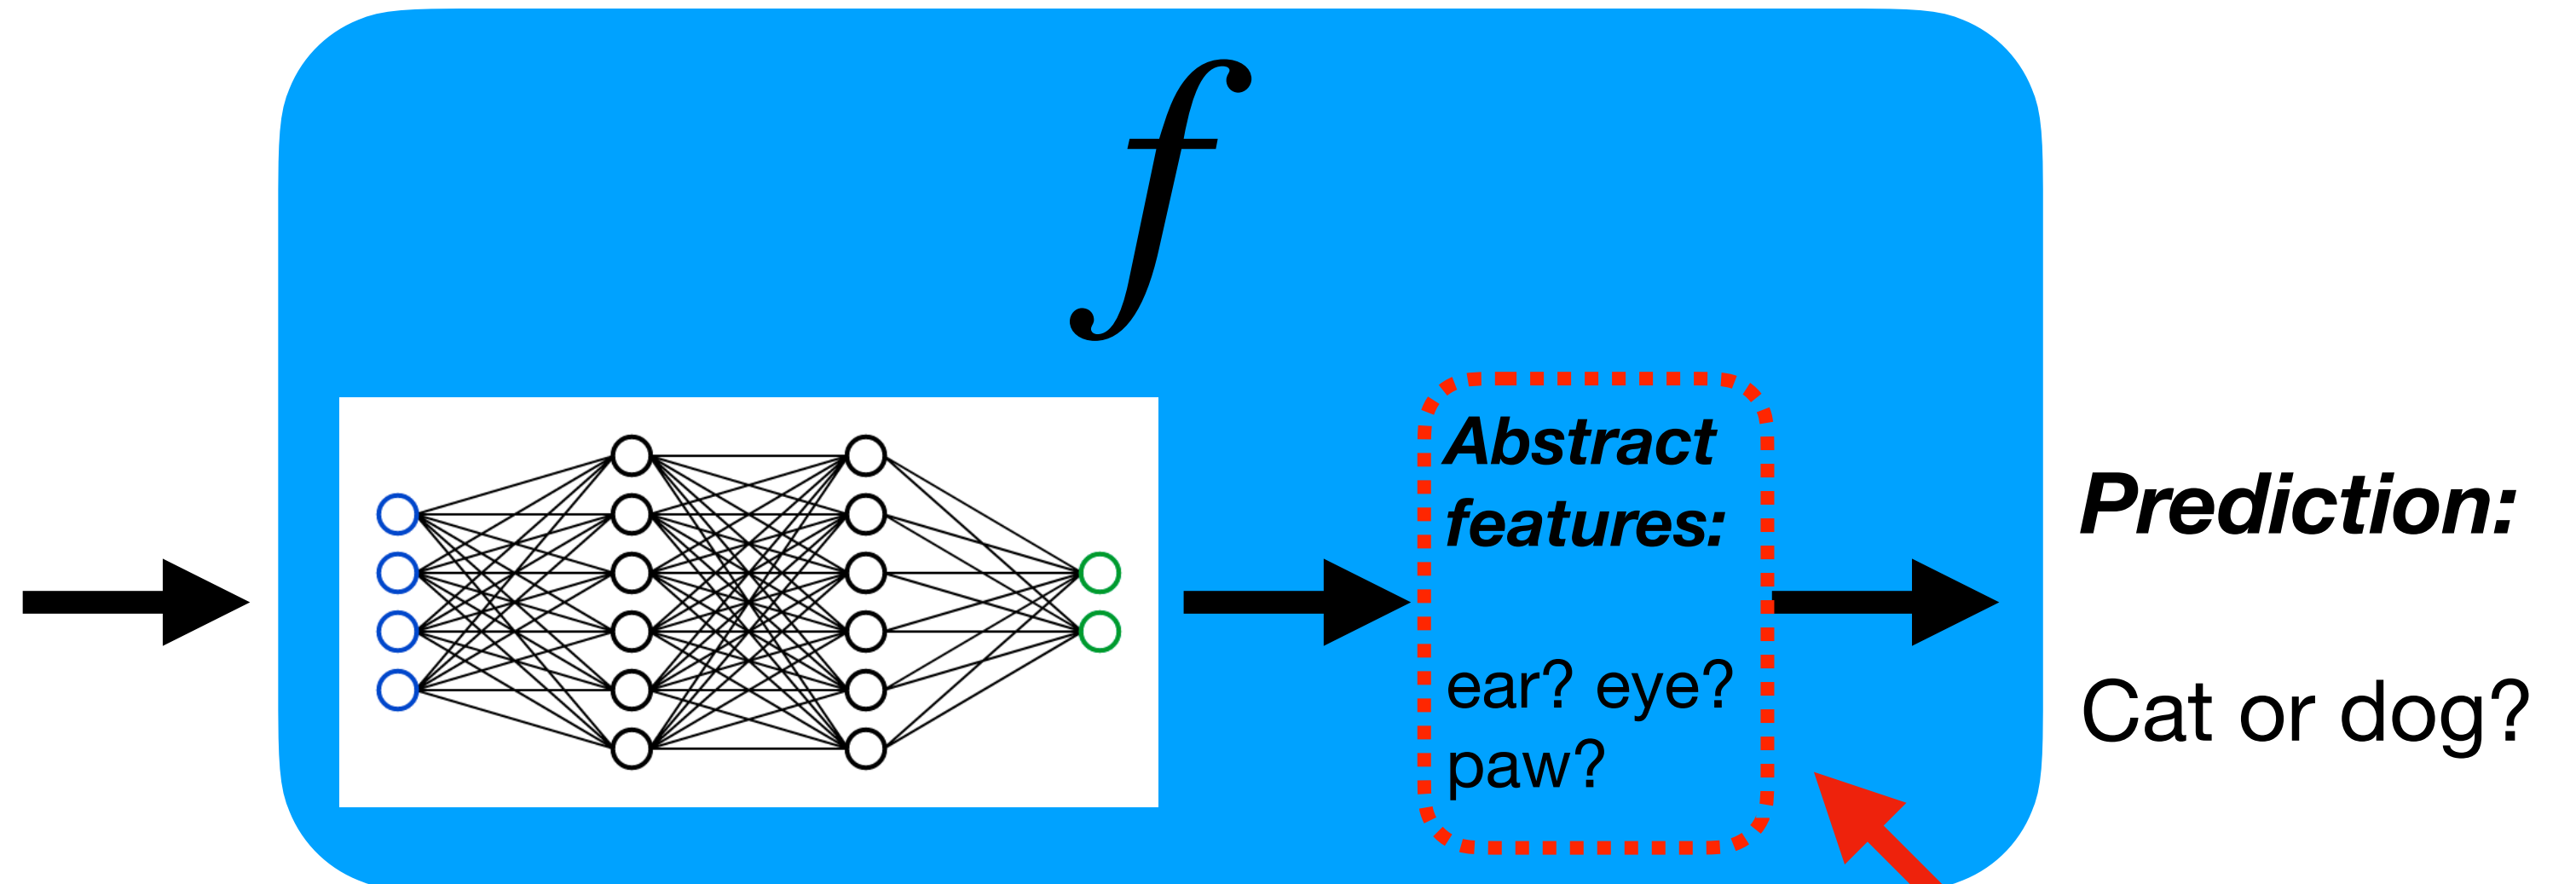 f
Abstract
features:
ear? eye?
paw?
Prediction:
Cat or dog?